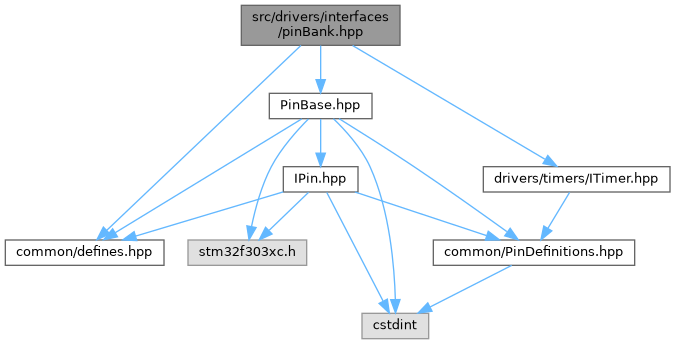 src/drivers/interfaces
/pinBank.hpp
PinBase.hpp
IPin.hpp
drivers/timers/ITimer.hpp
common/defines.hpp
stm32f303xc.h
common/PinDefinitions.hpp
cstdint